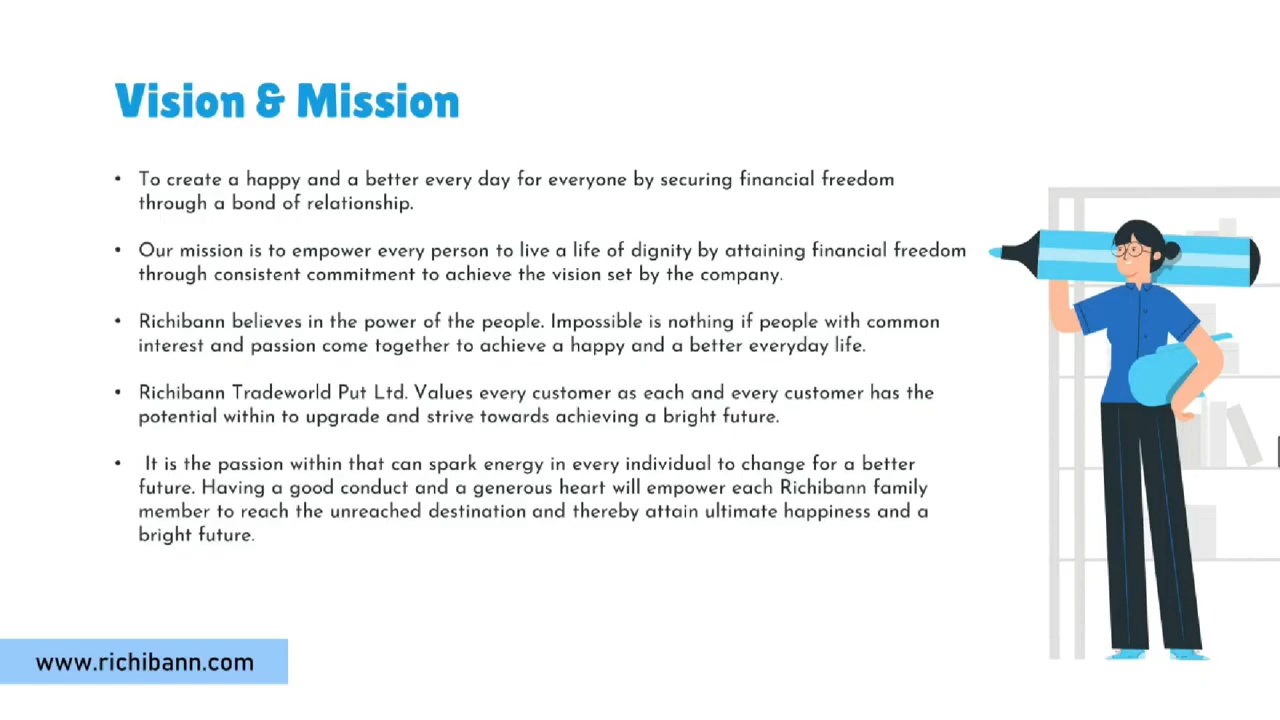 Vision & Mission
• To create a happy and a better every day for everyone by securing financial freedom
through a bond of relationship.
• Our mission is to empower every person to live a life of dignity by attaining financial freedom
through consistent commitment to achieve the vision set by the company.
• Richibann believes in the power of the people. Impossible is nothing if people with common
interest and passion come together to achieve a happy and a better everyday life.
• Richibann Tradeworld Put Ltd. Values every customer as each and every customer has the
potential within to upgrade and strive towards achieving a bright future.
• It is the passion within that can spark energy in every individual to change for a better
future. Having a good conduct and a generous heart will empower each Richibann family
member to reach the unreached destination and thereby attain ultimate happiness and a
bright future.
www.richibann.com